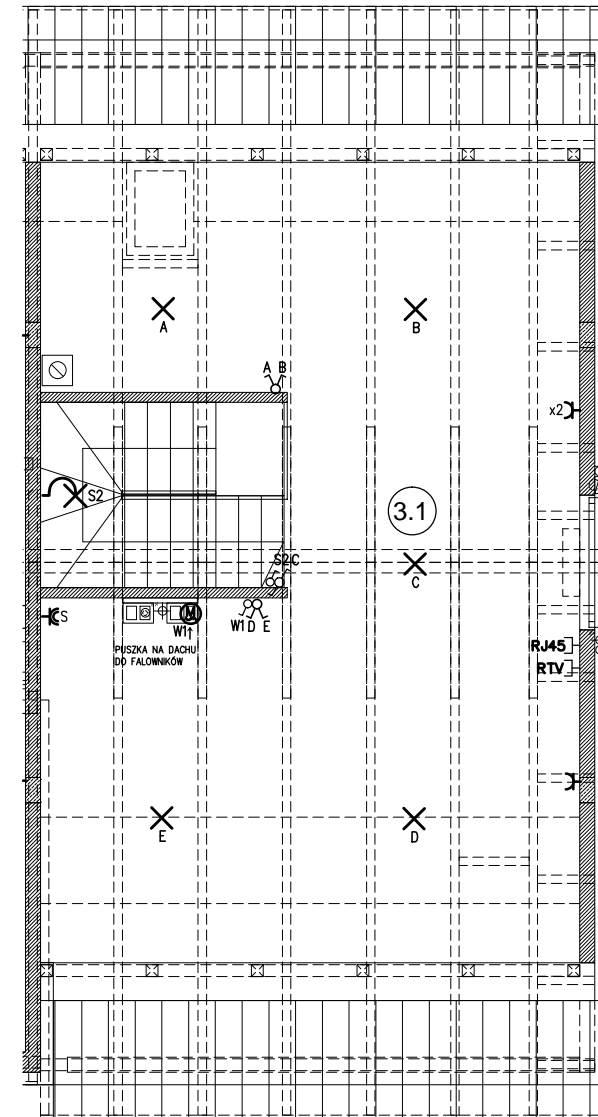 A
B
A B
x2
S2
3.1
S2 C
C
S
M
W1
W1 D E
PUSZKA NA DACHU
DO FALOWNIKÓW
RJ45
RTV
E
D